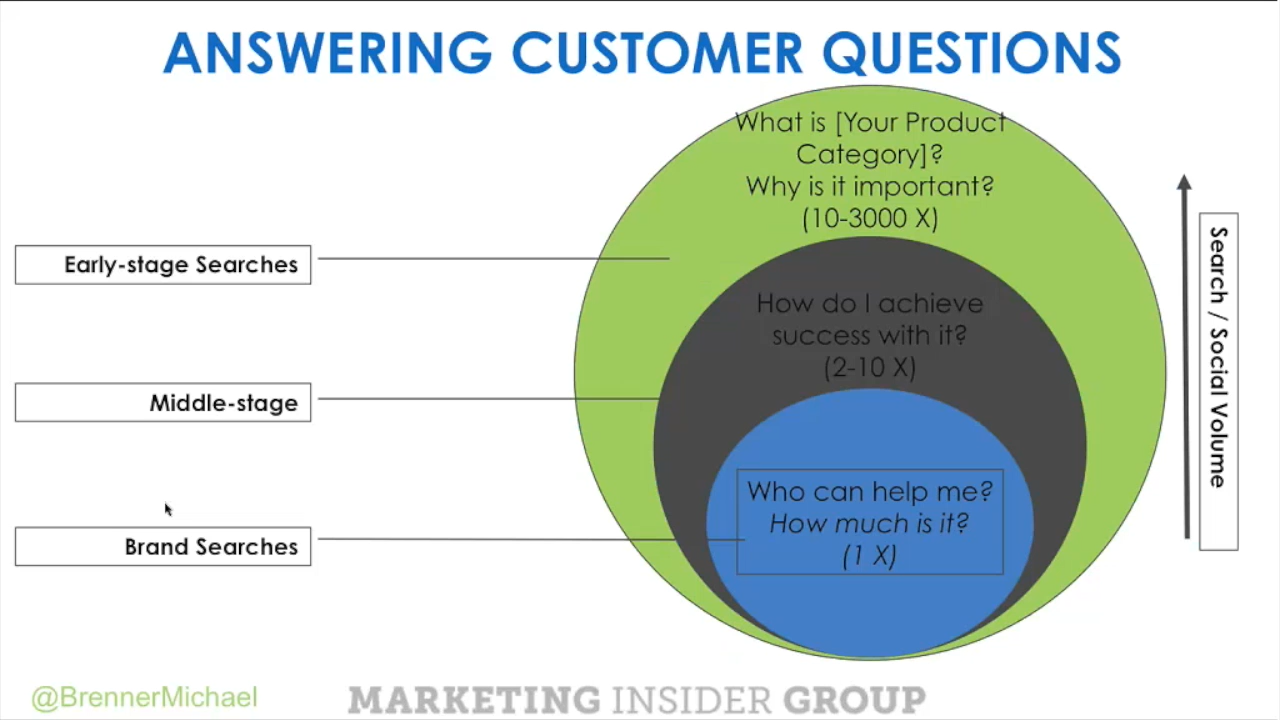 ANSWERING CUSTOMER QUESTIONS
What is [Your Product
Category]?
Why is it important?
(10-3000 X)
Early-stage Searches
How do I achieve
success with it?
(2-10 X)
Middle-stage
Who can help me?
How much is it?
(1 X)
Brand Searches
Search / Social Volume
@BrennerMichael
MARKETING INSIDER GROUP